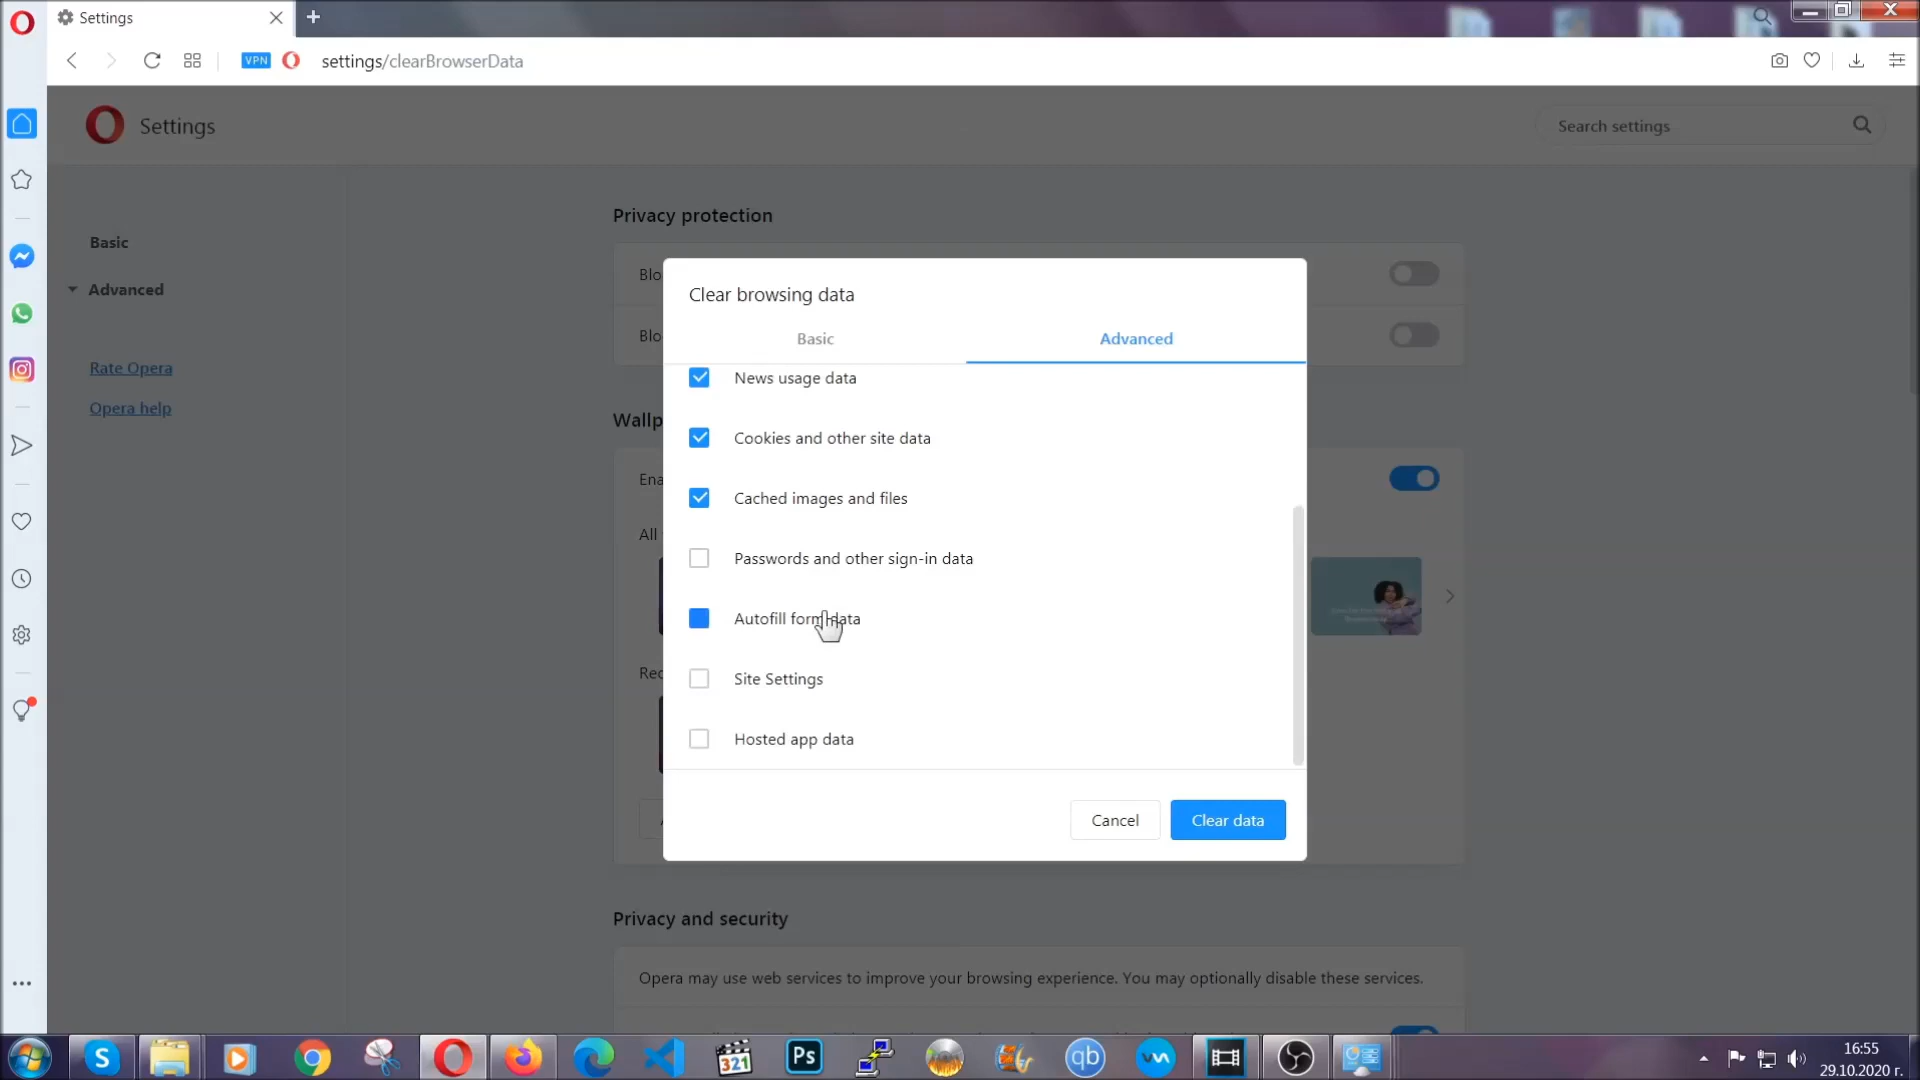 Settings
VPN
settings/clearBrowserData
Settings
Search settings
Basic
Advanced
Rate Opera
Opera help
Privacy protection
Blo
Blo
Wallp
Ena
All
Rec
Clear browsing data
Basic
Advanced
News usage data
Cookies and other site data
Cached images and files
Passwords and other sign-in data
Autofill form data
Site Settings
Hosted app data
Cancel
Clear data
Privacy and security
Opera may use web services to improve your browsing experience. You may optionally disable these services.
S
321
Ps
qb
16:55
29.10.2020 г.